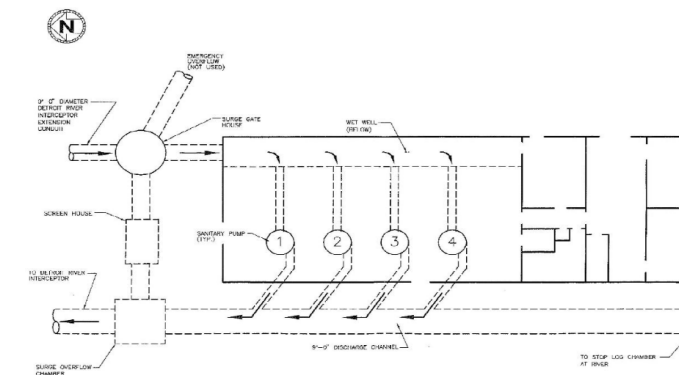 N
EMERGENCY
OVERFLOW
(NOT USED)
DIAMETER
DETROIT RIVER
INTERCEPTOR
EXTENSION
CONDUIT
SURGE GATE
HOUSE
WET WELL
(BELOW)
SCREEN HOUSE
SANITARY PUMP
(TYP.)
1
2
3
4
TO DETROIT RIVER
INTERCEPTOR
9'-0" DISCHARGE CHANNEL
SURGE OVERFLOW
CHAMBER
TO STOP LOG CHAMBER
AT RIVER